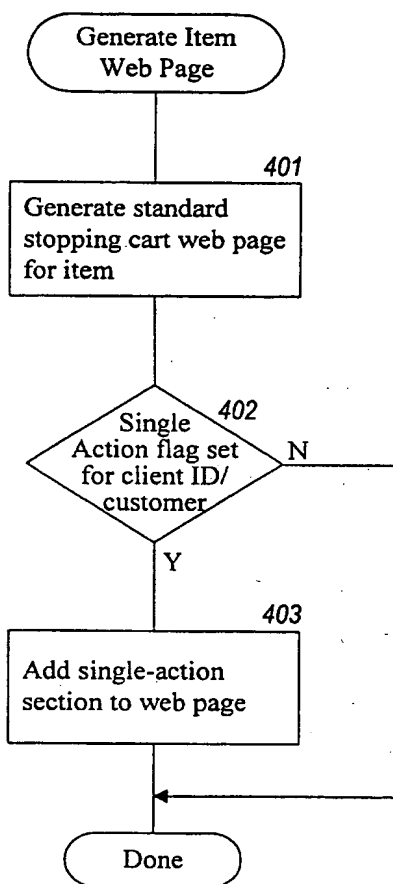 Generate Item
Web Page
401
Generate standard
stopping cart web page
for item
402
Single
Action flag set
for client ID/
customer
N
Y
403
Add single-action
section to web page
Done